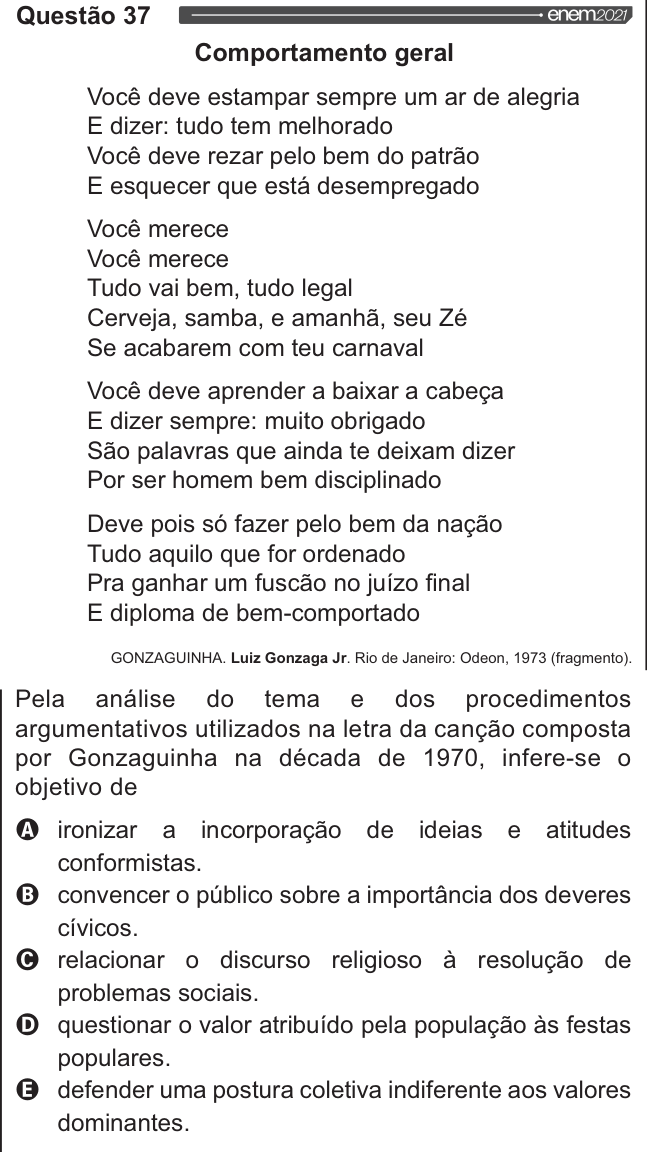 Questão 37 enem2021
Comportamento geral
Você deve estampar sempre um ar de alegria
E dizer: tudo tem melhorado
Você deve rezar pelo bem do patrão
E esquecer que está desempregado
Você merece
Você merece
Tudo vai bem, tudo legal
Cerveja, samba, e amanhã, seu Zé
Se acabarem com teu carnaval
Você deve aprender a baixar a cabeça
E dizer sempre: muito obrigado
São palavras que ainda te deixam dizer
Por ser homem bem disciplinado
Deve pois só fazer pelo bem da nação
Tudo aquilo que for ordenado
Pra ganhar um fuscão no juízo final
E diploma de bem-comportado
GONZAGUINHA. Luiz Gonzaga Jr. Rio de Janeiro: Odeon, 1973 (fragmento).
Pela análise do tema e dos procedimentos
argumentativos utilizados na letra da canção composta
por Gonzaguinha na década de 1970, infere-se o
objetivo de
A ironizar a incorporação de ideias e atitudes
conformistas.
B convencer o público sobre a importância dos deveres
cívicos.
C relacionar o discurso religioso à resolução de
problemas sociais.
D questionar o valor atribuído pela população às festas
populares.
E defender uma postura coletiva indiferente aos valores
dominantes.